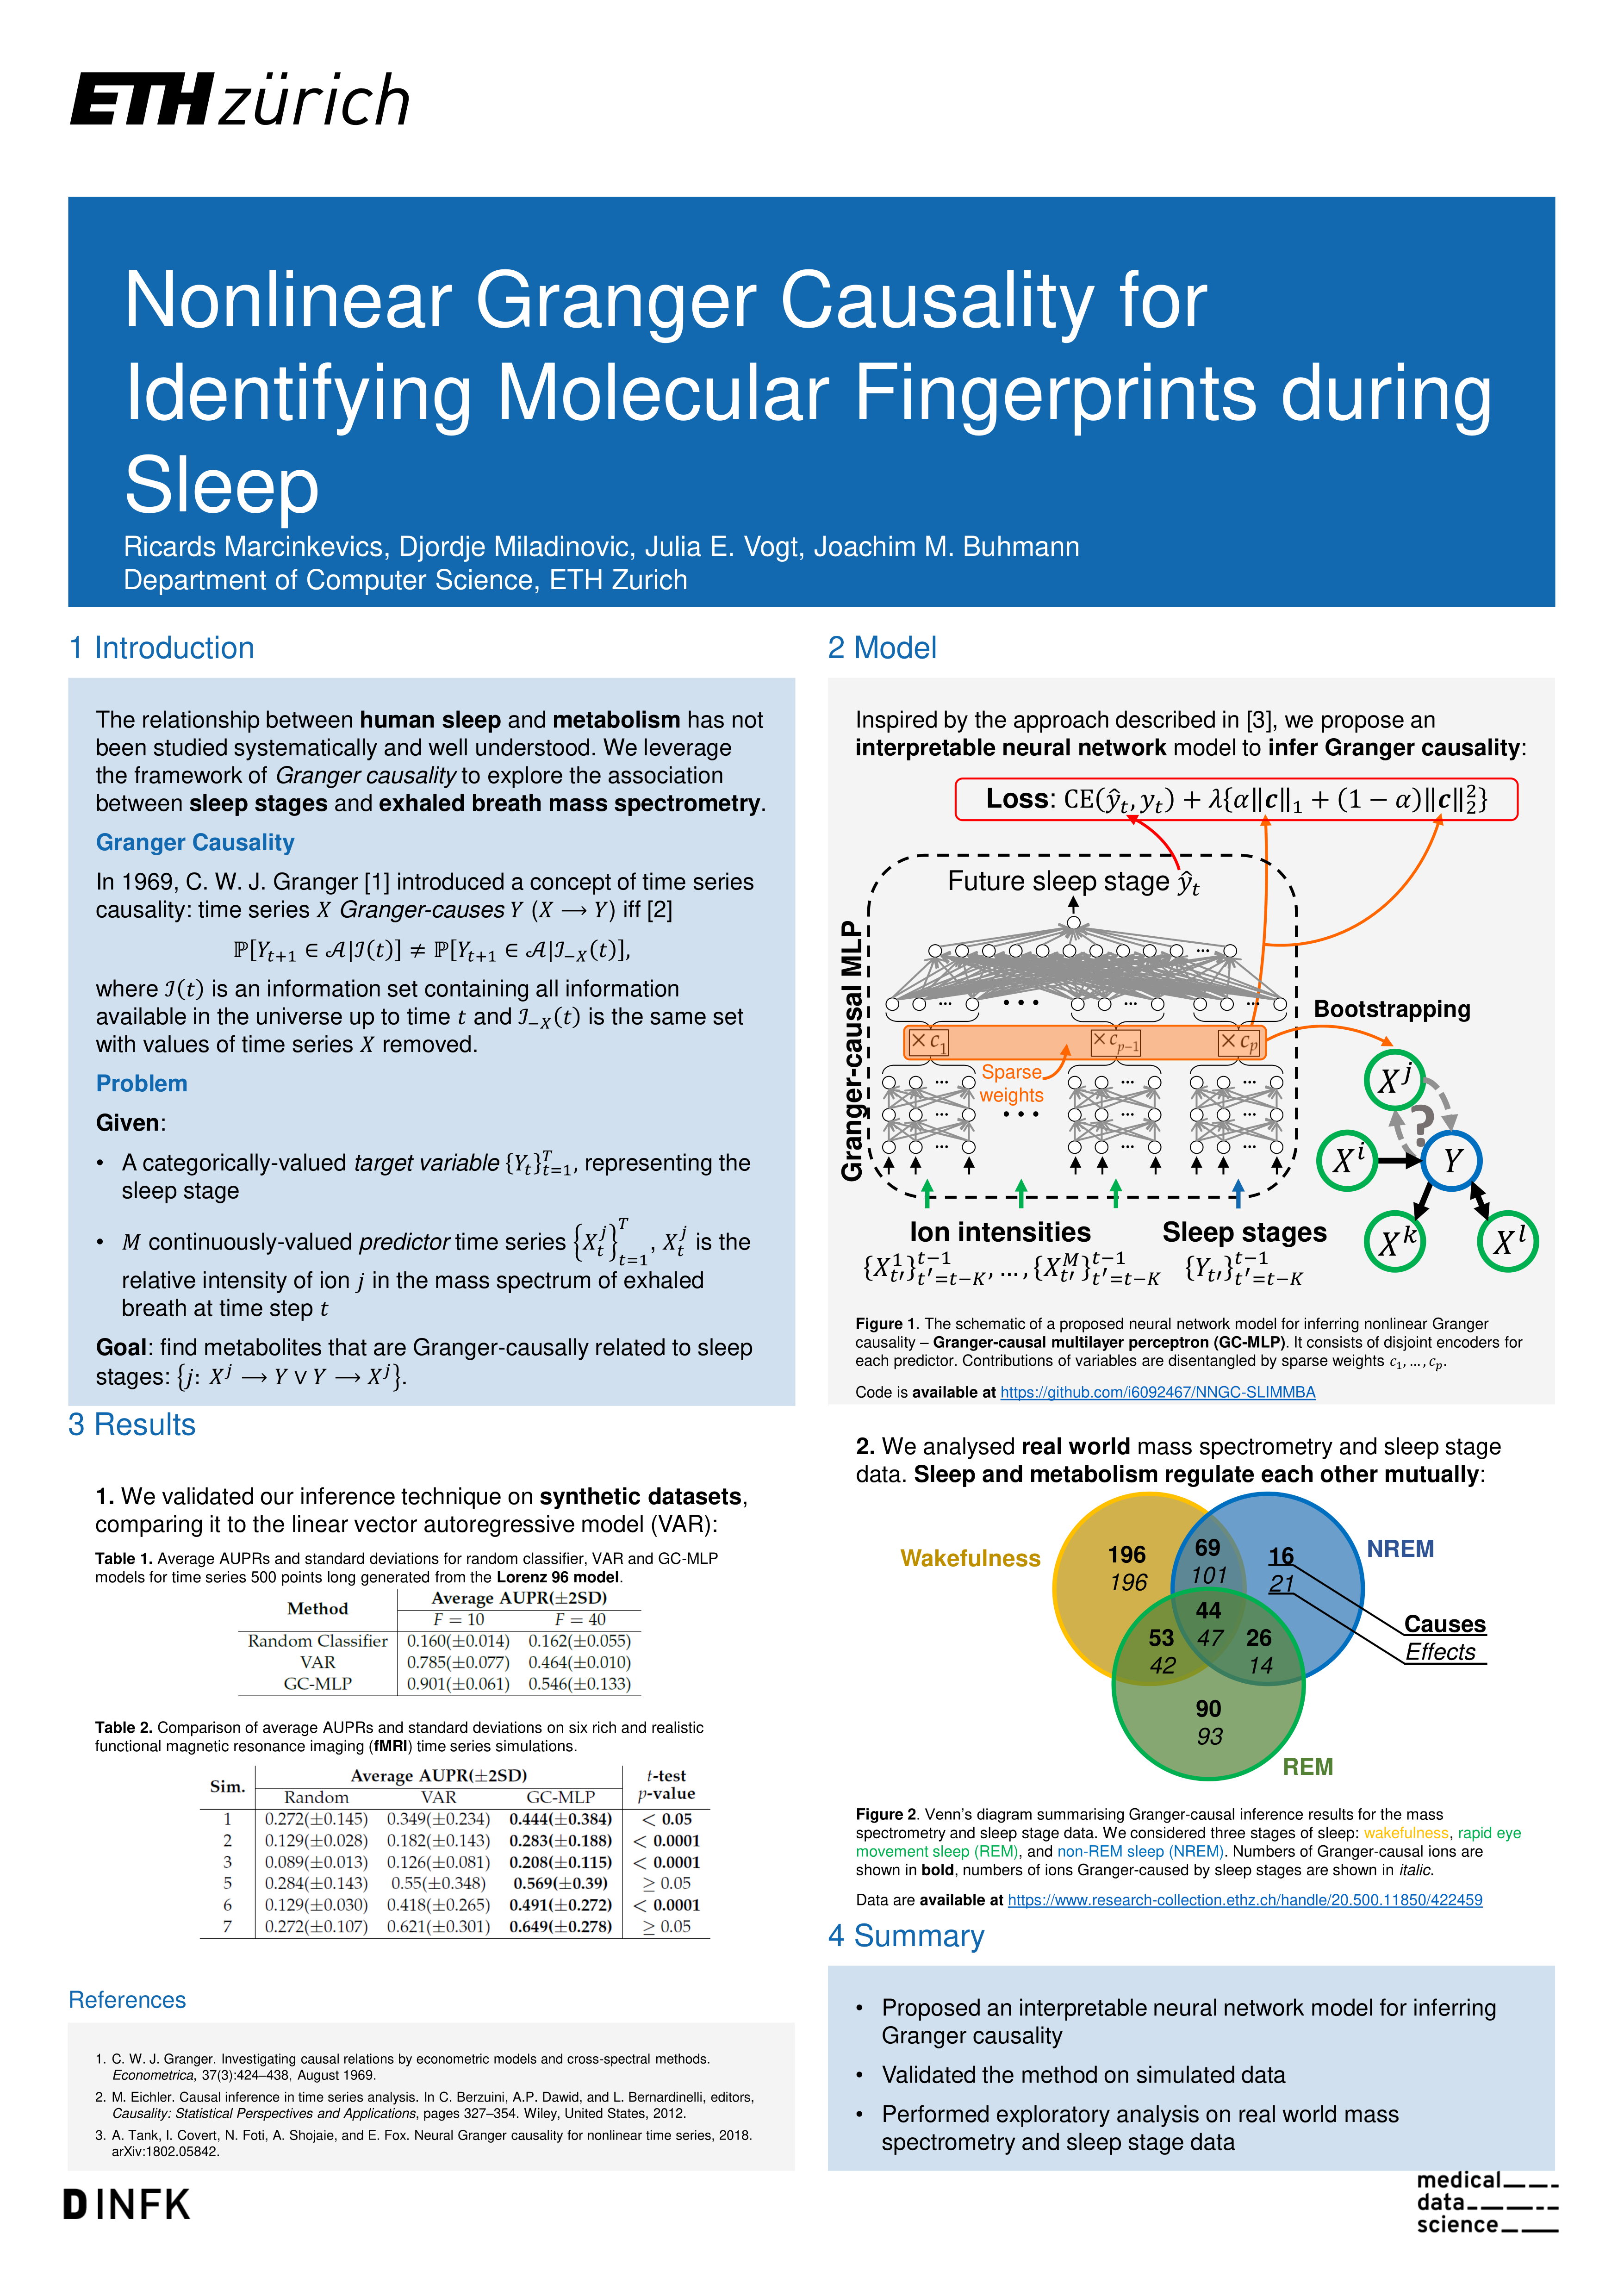 ETH zürich
Nonlinear Granger Causality for
Identifying Molecular Fingerprints during
Sleep
Ricards Marcinkevics, Djordje Miladinovic, Julia E. Vogt, Joachim M. Buhmann
Department of Computer Science, ETH Zurich
1 Introduction
The relationship between human sleep and metabolism has not
been studied systematically and well understood. We leverage
the framework of Granger causality to explore the association
between sleep stages and exhaled breath mass spectrometry.
Granger Causality
In 1969, C. W. J. Granger [1] introduced a concept of time series
causality: time series X Granger-causes Y (X ⟶ Y) iff [2]
ℙ[Y_{t+1} ∈ 𝒜|ℐ(t)] ≠ ℙ[Y_{t+1} ∈ 𝒜|ℐ_{−X}(t)],
where ℐ(t) is an information set containing all information
available in the universe up to time t and ℐ_{−X}(t) is the same set
with values of time series X removed.
Problem
Given:
• A categorically-valued target variable {Y_t}_{t=1}^T, representing the
sleep stage
• M continuously-valued predictor time series {X_t^j}_{t=1}^T, X_t^j is the
relative intensity of ion j in the mass spectrum of exhaled
breath at time step t
Goal: find metabolites that are Granger-causally related to sleep
stages: {j: X^j ⟶ Y ∨ Y ⟶ X^j}.
2 Model
Inspired by the approach described in [3], we propose an
interpretable neural network model to infer Granger causality:
Loss: CE(ŷ_t, y_t) + λ{α‖c‖_1 + (1 − α)‖c‖_2^2}
Granger-causal MLP
Future sleep stage ŷ_t
... ... ... ...
• • •
× c_1 × c_{p−1} × c_p
Sparse
weights
... ... ...
... ... ...
• • •
... ... ...
Bootstrapping
X^j
?
X^i Y
X^k X^l
Ion intensities Sleep stages
{X_{t′}^1}_{t′=t−K}^{t−1}, … , {X_{t′}^M}_{t′=t−K}^{t−1} {Y_{t′}}_{t′=t−K}^{t−1}
Figure 1. The schematic of a proposed neural network model for inferring nonlinear Granger
causality – Granger-causal multilayer perceptron (GC-MLP). It consists of disjoint encoders for
each predictor. Contributions of variables are disentangled by sparse weights c_1, … , c_p.
Code is available at https://github.com/i6092467/NNGC-SLIMMBA
3 Results
1. We validated our inference technique on synthetic datasets,
comparing it to the linear vector autoregressive model (VAR):
Table 1. Average AUPRs and standard deviations for random classifier, VAR and GC-MLP
models for time series 500 points long generated from the Lorenz 96 model.
Method Average AUPR(±2SD)
F = 10 F = 40
Random Classifier 0.160(±0.014) 0.162(±0.055)
VAR 0.785(±0.077) 0.464(±0.010)
GC-MLP 0.901(±0.061) 0.546(±0.133)
Table 2. Comparison of average AUPRs and standard deviations on six rich and realistic
functional magnetic resonance imaging (fMRI) time series simulations.
Sim. Average AUPR(±2SD) t-test
Random VAR GC-MLP p-value
1 0.272(±0.145) 0.349(±0.234) 0.444(±0.384) < 0.05
2 0.129(±0.028) 0.182(±0.143) 0.283(±0.188) < 0.0001
3 0.089(±0.013) 0.126(±0.081) 0.208(±0.115) < 0.0001
5 0.284(±0.143) 0.55(±0.348) 0.569(±0.39) ≥ 0.05
6 0.129(±0.030) 0.418(±0.265) 0.491(±0.272) < 0.0001
7 0.272(±0.107) 0.621(±0.301) 0.649(±0.278) ≥ 0.05
2. We analysed real world mass spectrometry and sleep stage
data. Sleep and metabolism regulate each other mutually:
Wakefulness
NREM
REM
196
196
69
101
16
21
44
47
53
42
26
14
90
93
Causes
Effects
Figure 2. Venn’s diagram summarising Granger-causal inference results for the mass
spectrometry and sleep stage data. We considered three stages of sleep: wakefulness, rapid eye
movement sleep (REM), and non-REM sleep (NREM). Numbers of Granger-causal ions are
shown in bold, numbers of ions Granger-caused by sleep stages are shown in italic.
Data are available at https://www.research-collection.ethz.ch/handle/20.500.11850/422459
4 Summary
• Proposed an interpretable neural network model for inferring
Granger causality
• Validated the method on simulated data
• Performed exploratory analysis on real world mass
spectrometry and sleep stage data
References
1. C. W. J. Granger. Investigating causal relations by econometric models and cross-spectral methods.
Econometrica, 37(3):424–438, August 1969.
2. M. Eichler. Causal inference in time series analysis. In C. Berzuini, A.P. Dawid, and L. Bernardinelli, editors,
Causality: Statistical Perspectives and Applications, pages 327–354. Wiley, United States, 2012.
3. A. Tank, I. Covert, N. Foti, A. Shojaie, and E. Fox. Neural Granger causality for nonlinear time series, 2018.
arXiv:1802.05842.
D INFK
medical
data
science